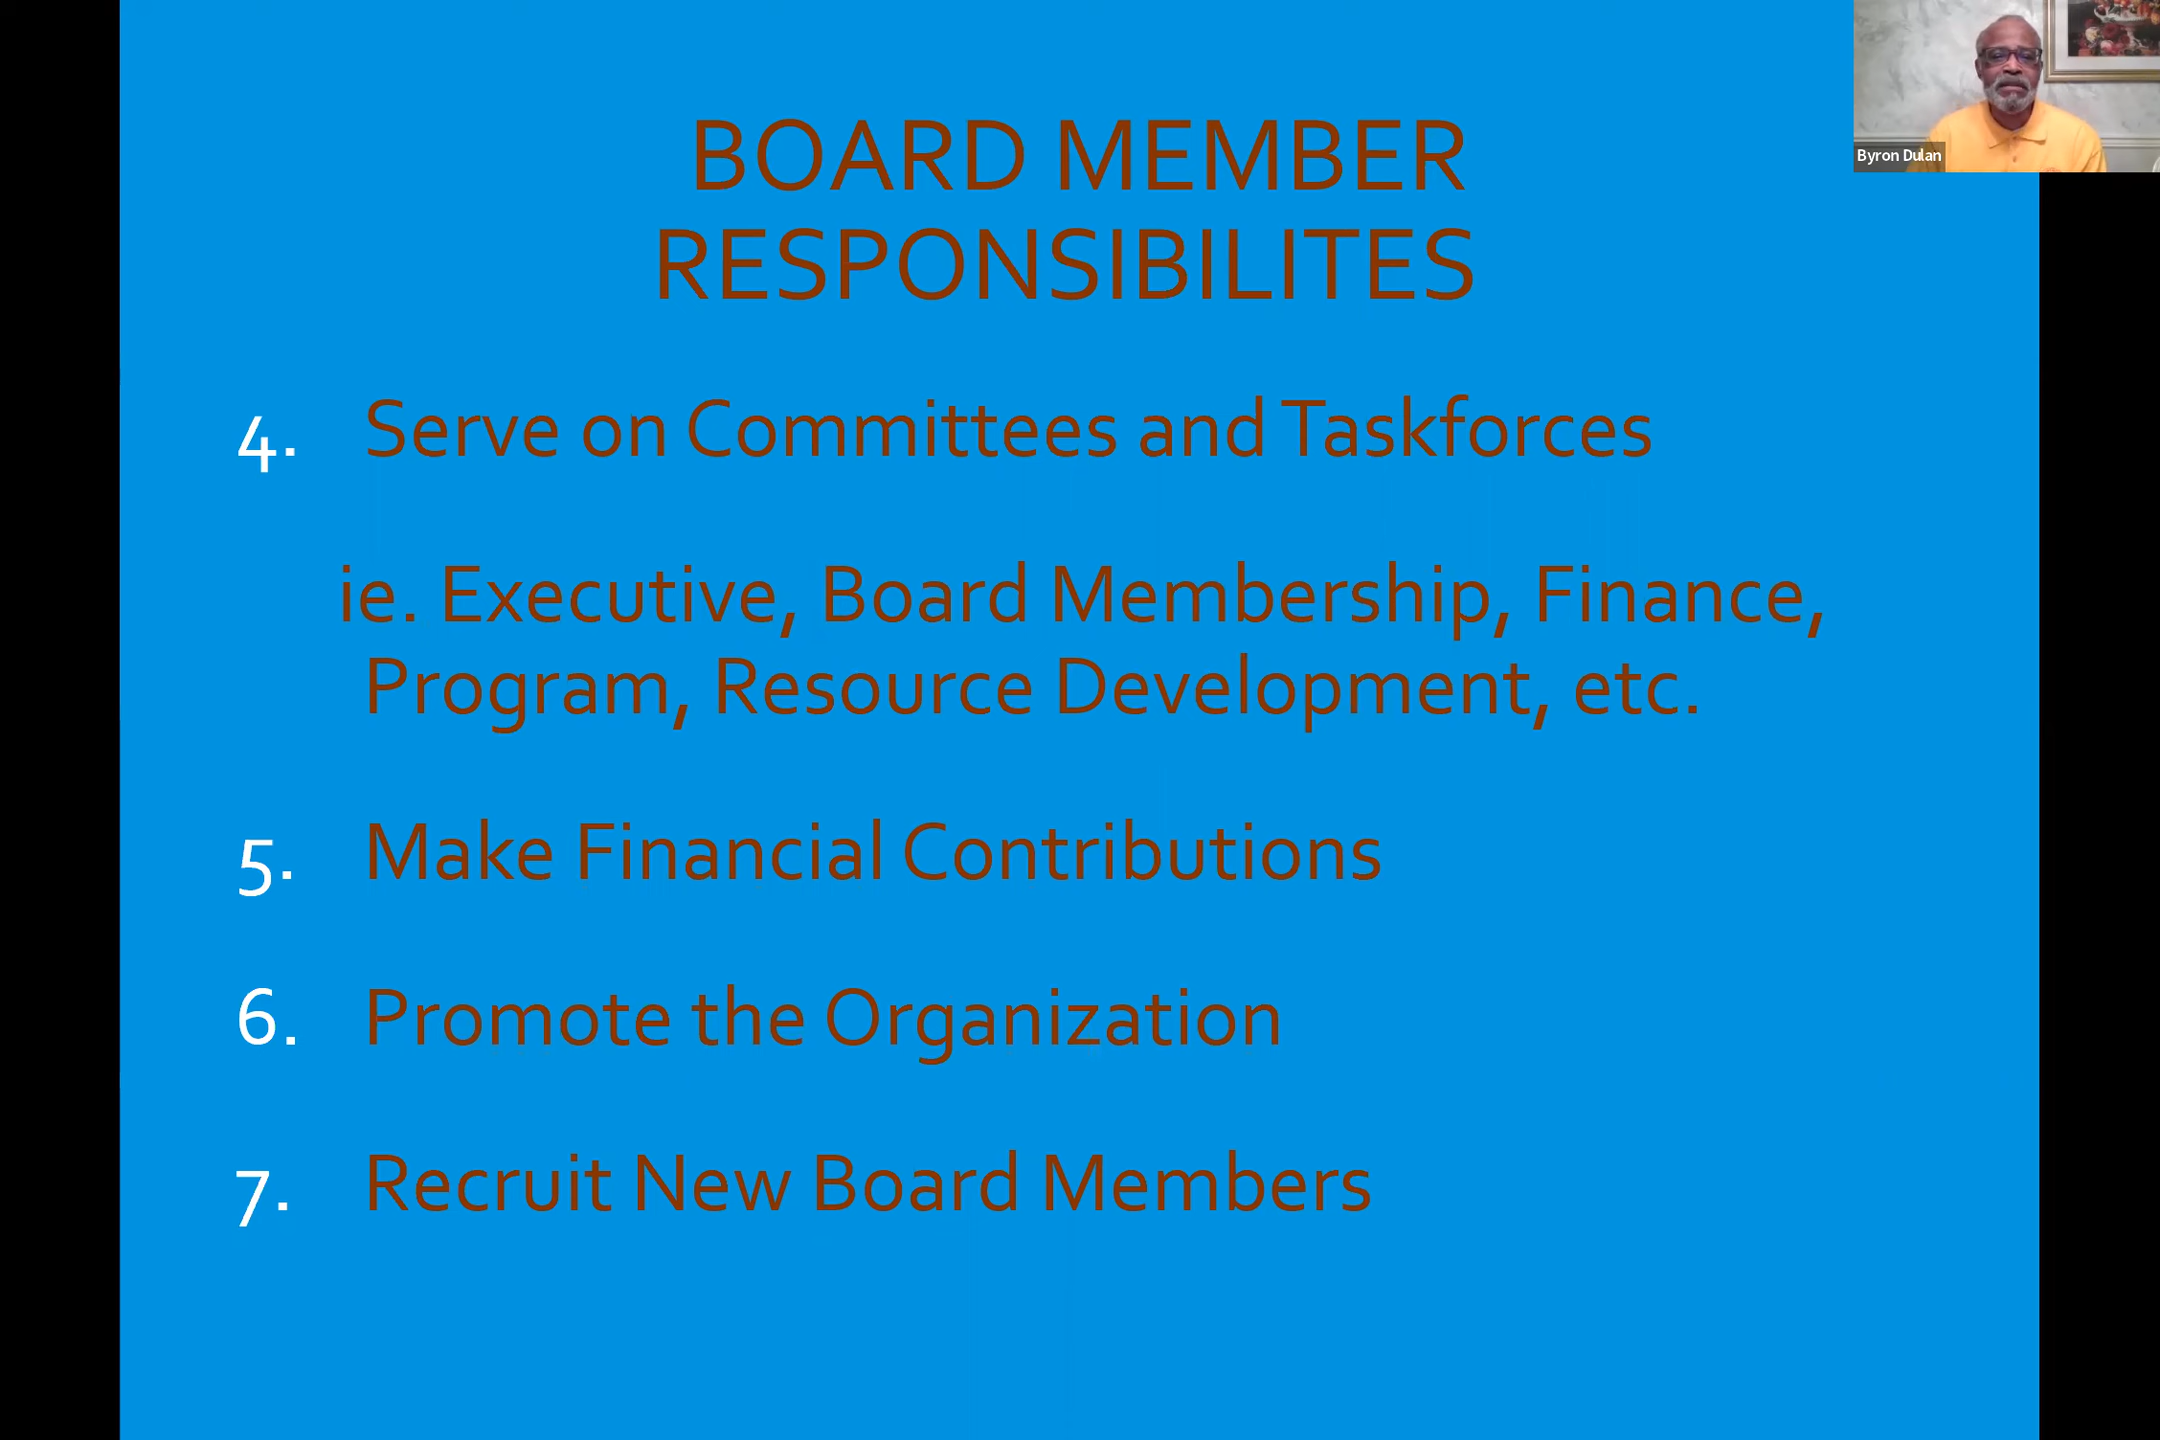 BOARD MEMBER
RESPONSIBILITES
4. Serve on Committees and Taskforces
ie. Executive, Board Membership, Finance,
Program, Resource Development, etc.
5. Make Financial Contributions
6. Promote the Organization
7. Recruit New Board Members
Byron Dulan